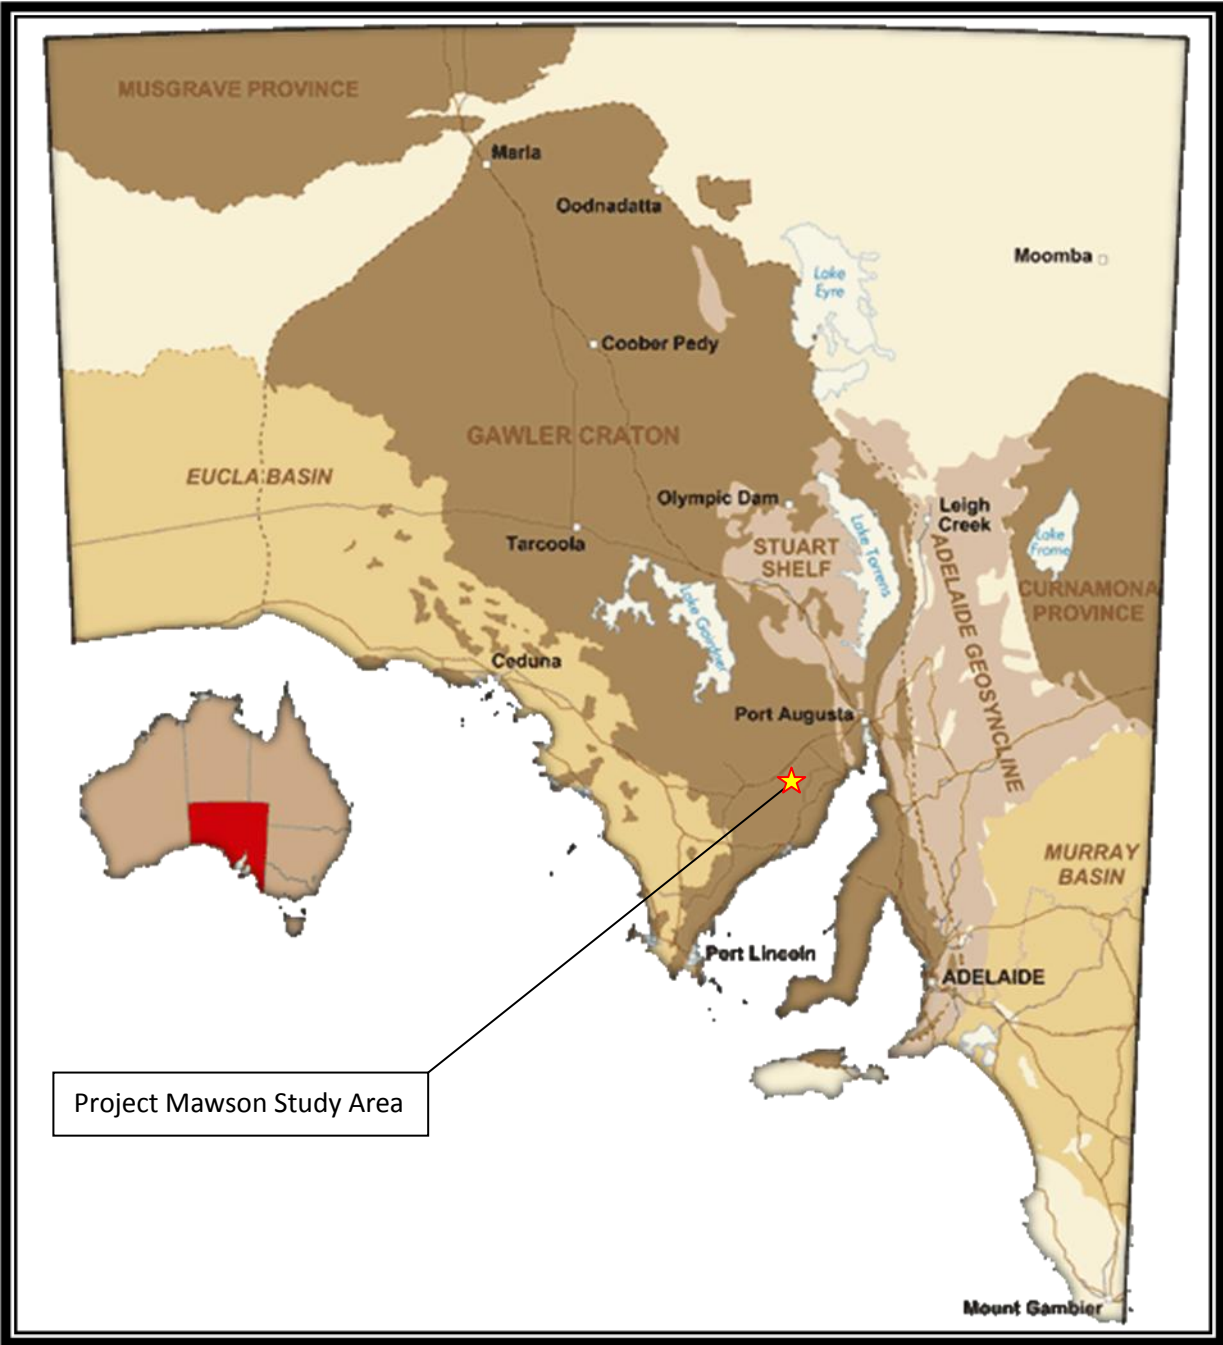 MUSGRAVE PROVINCE
Marla
Oodnadatta
Moomba
Lake
Eyre
Coober Pedy
GAWLER CRATON
EUCLA BASIN
Olympic Dam
Leigh
Creek
Lake Torrens
Tarcoola
STUART
SHELF
Lake
Frome
ADELAIDE GEOSYNCLINE
CURNAMONA
PROVINCE
Lake Gairdner
Ceduna
Port Augusta
MURRAY
BASIN
Port Lincoln
ADELAIDE
Project Mawson Study Area
Mount Gambier